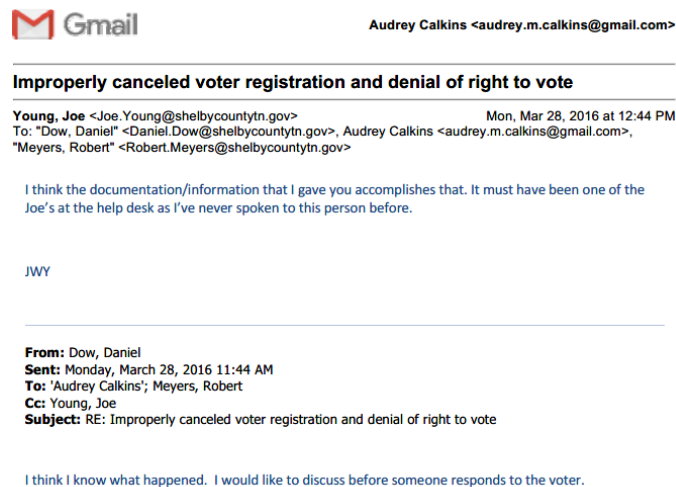 Gmail
Audrey Calkins <audrey.m.calkins@gmail.com>
Improperly canceled voter registration and denial of right to vote
Young, Joe <Joe.Young@shelbycountytn.gov> Mon, Mar 28, 2016 at 12:44 PM
To: "Dow, Daniel" <Daniel.Dow@shelbycountytn.gov>, Audrey Calkins <audrey.m.calkins@gmail.com>,
"Meyers, Robert" <Robert.Meyers@shelbycountytn.gov>
I think the documentation/information that I gave you accomplishes that. It must have been one of the
Joe's at the help desk as I've never spoken to this person before.
JWY
From: Dow, Daniel
Sent: Monday, March 28, 2016 11:44 AM
To: 'Audrey Calkins'; Meyers, Robert
Cc: Young, Joe
Subject: RE: Improperly canceled voter registration and denial of right to vote
I think I know what happened. I would like to discuss before someone responds to the voter.